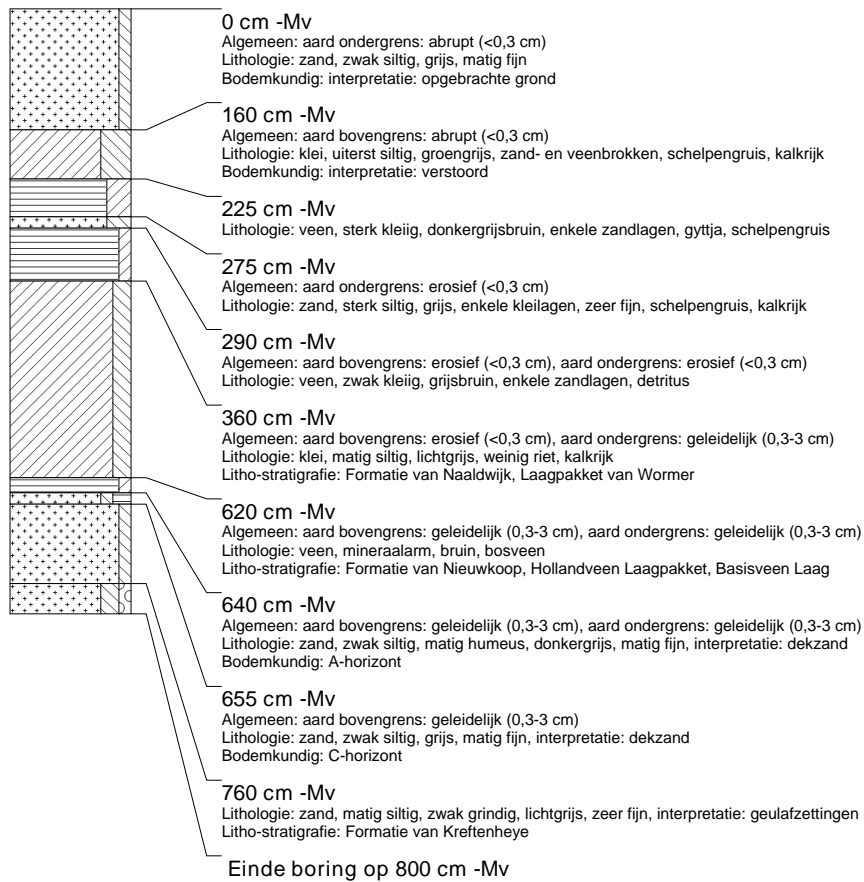 0 cm -Mv
Algemeen: aard ondergrens: abrupt (<0,3 cm)
Lithologie: zand, zwak siltig, grijs, matig fijn
Bodemkundig: interpretatie: opgebrachte grond
160 cm -Mv
Algemeen: aard bovengrens: abrupt (<0,3 cm)
Lithologie: klei, uiterst siltig, groengrijs, zand- en veenbrokken, schelpengruis, kalkrijk
Bodemkundig: interpretatie: verstoord
225 cm -Mv
Lithologie: veen, sterk kleiig, donkergrijsbruin, enkele zandlagen, gyttja, schelpengruis
275 cm -Mv
Algemeen: aard ondergrens: erosief (<0,3 cm)
Lithologie: zand, sterk siltig, grijs, enkele kleilagen, zeer fijn, schelpengruis, kalkrijk
290 cm -Mv
Algemeen: aard bovengrens: erosief (<0,3 cm), aard ondergrens: erosief (<0,3 cm)
Lithologie: veen, zwak kleiig, grijsbruin, enkele zandlagen, detritus
360 cm -Mv
Algemeen: aard bovengrens: erosief (<0,3 cm), aard ondergrens: geleidelijk (0,3-3 cm)
Lithologie: klei, matig siltig, lichtgrijs, weinig riet, kalkrijk
Litho-stratigrafie: Formatie van Naaldwijk, Laagpakket van Wormer
620 cm -Mv
Algemeen: aard bovengrens: geleidelijk (0,3-3 cm), aard ondergrens: geleidelijk (0,3-3 cm)
Lithologie: veen, mineraalarm, bruin, bosveen
Litho-stratigrafie: Formatie van Nieuwkoop, Hollandveen Laagpakket, Basisveen Laag
640 cm -Mv
Algemeen: aard bovengrens: geleidelijk (0,3-3 cm), aard ondergrens: geleidelijk (0,3-3 cm)
Lithologie: zand, zwak siltig, matig humeus, donkergrijs, matig fijn, interpretatie: dekzand
Bodemkundig: A-horizont
655 cm -Mv
Algemeen: aard bovengrens: geleidelijk (0,3-3 cm)
Lithologie: zand, zwak siltig, grijs, matig fijn, interpretatie: dekzand
Bodemkundig: C-horizont
760 cm -Mv
Lithologie: zand, matig siltig, zwak grindig, lichtgrijs, zeer fijn, interpretatie: geulafzettingen
Litho-stratigrafie: Formatie van Kreftenheye
Einde boring op 800 cm -Mv